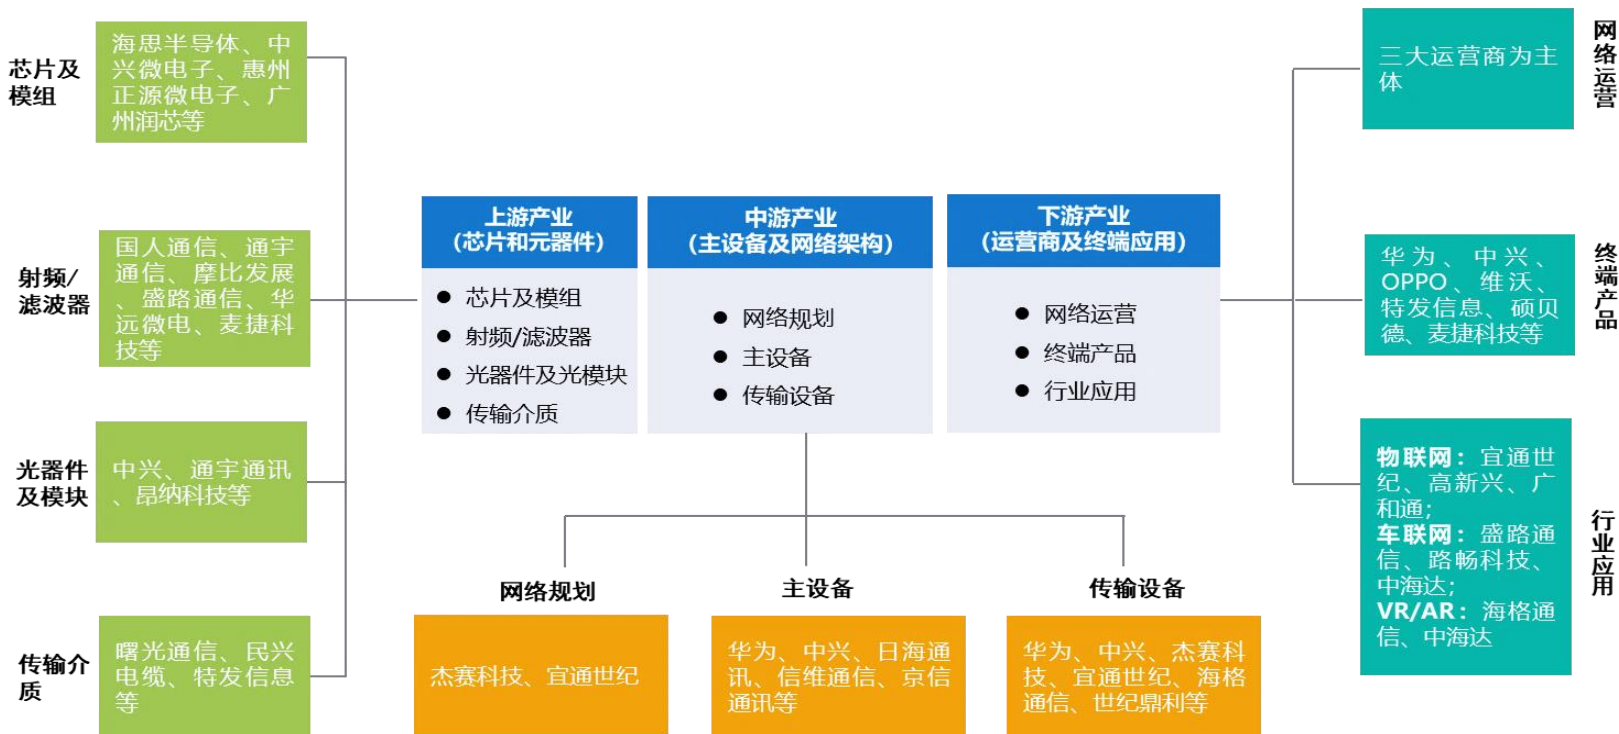 芯片及
模组
海思半导体、中
兴微电子、惠州
正源微电子、广
州润芯等
射频/
滤波器
国人通信、通宇
通信、摩比发展
、盛路通信、华
远微电、麦捷科
技等
光器件
及模块
中兴、通宇通讯
、昂纳科技等
传输介
质
曙光通信、民兴
电缆、特发信息
等
上游产业
(芯片和元器件)
● 芯片及模组
● 射频/滤波器
● 光器件及光模块
● 传输介质
中游产业
(主设备及网络架构)
● 网络规划
● 主设备
● 传输设备
下游产业
(运营商及终端应用)
● 网络运营
● 终端产品
● 行业应用
网络规划
杰赛科技、宜通世纪
主设备
华为、中兴、日海通
讯、信维通信、京信
通讯等
传输设备
华为、中兴、杰赛科
技、宜通世纪、海格
通信、世纪鼎利等
三大运营商为主
体
网络运营
华为、中兴、
OPPO、维沃、
特发信息、硕贝
德、麦捷科技等
终端产品
物联网：宜通世
纪、高新兴、广
和通;
车联网：盛路通
信、路畅科技、
中海达;
VR/AR：海格通
信、中海达
行业应用